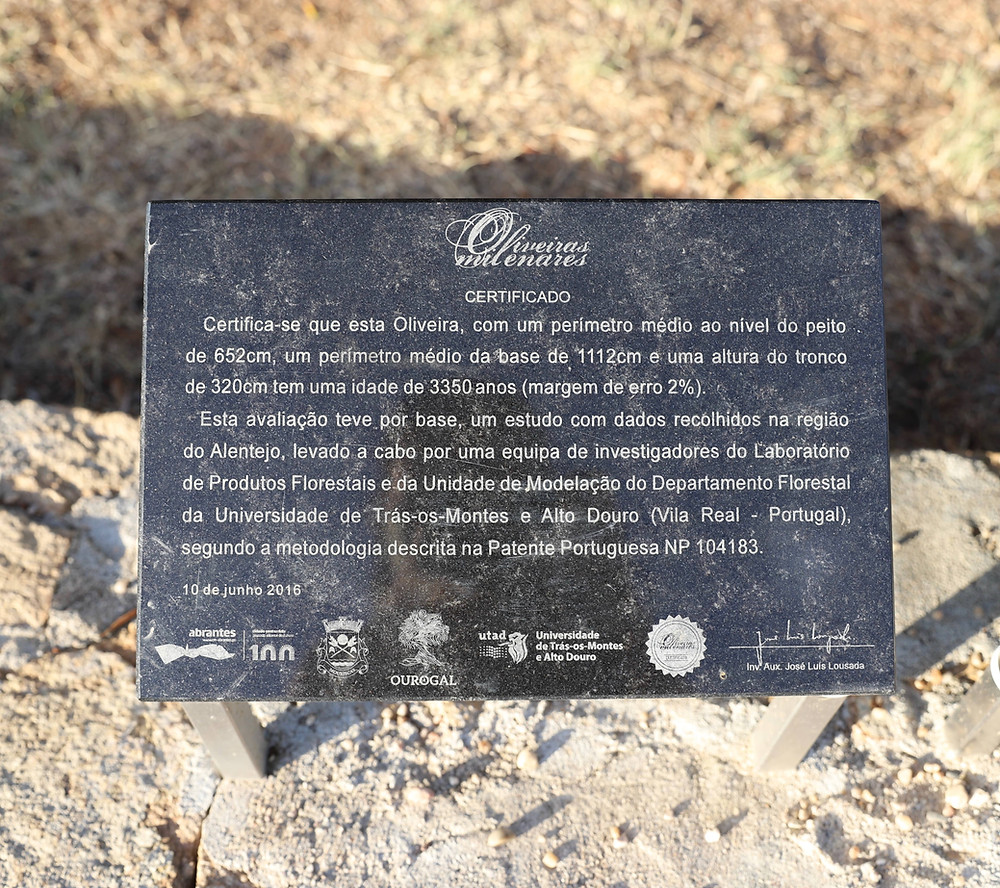 Oliveiras
milenares
CERTIFICADO
Certifica-se que esta Oliveira, com um perímetro médio ao nível do peito
de 652cm, um perímetro médio da base de 1112cm e uma altura do tronco
de 320cm tem uma idade de 3350 anos (margem de erro 2%).
Esta avaliação teve por base, um estudo com dados recolhidos na região
do Alentejo, levado a cabo por uma equipa de investigadores do Laboratório
de Produtos Florestais e da Unidade de Modelação do Departamento Florestal
da Universidade de Trás-os-Montes e Alto Douro (Vila Real - Portugal),
segundo a metodologia descrita na Patente Portuguesa NP 104183.
10 de junho 2016
abrantes
100
OUROGAL
utad
Universidade
de Trás-os-Montes
e Alto Douro
Oliveiras
milenares
Inv. Aux. José Luís Lousada